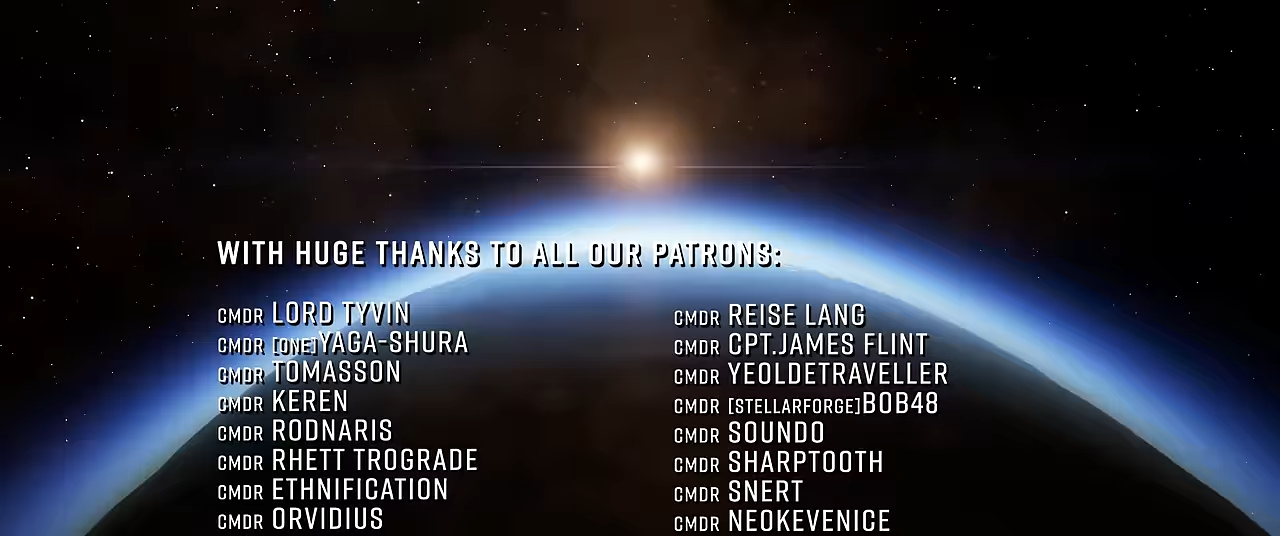 WITH HUGE THANKS TO ALL OUR PATRONS:
CMDR LORD TYVIN
CMDR [ONE]YAGA-SHURA
CMDR TOMASSON
CMDR KEREN
CMDR RODNARIS
CMDR RHETT TROGRADE
CMDR ETHNIFICATION
CMDR ORVIDIUS
CMDR REISE LANG
CMDR CPT.JAMES FLINT
CMDR YEOLDETRAVELLER
CMDR [STELLARFORGE]BOB48
CMDR SOUNDO
CMDR SHARPTOOTH
CMDR SNERT
CMDR NEOKEVENICE